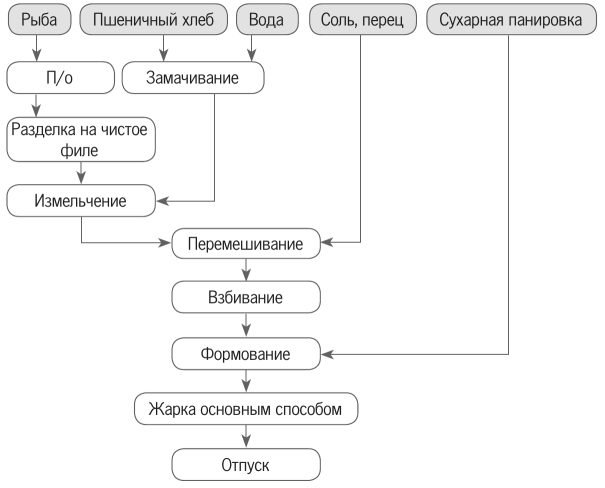 Рыба
Пшеничный хлеб
Вода
Соль, перец
Сухарная панировка
П/о
Замачивание
Разделка на чистое
филе
Измельчение
Перемешивание
Взбивание
Формование
Жарка основным способом
Отпуск